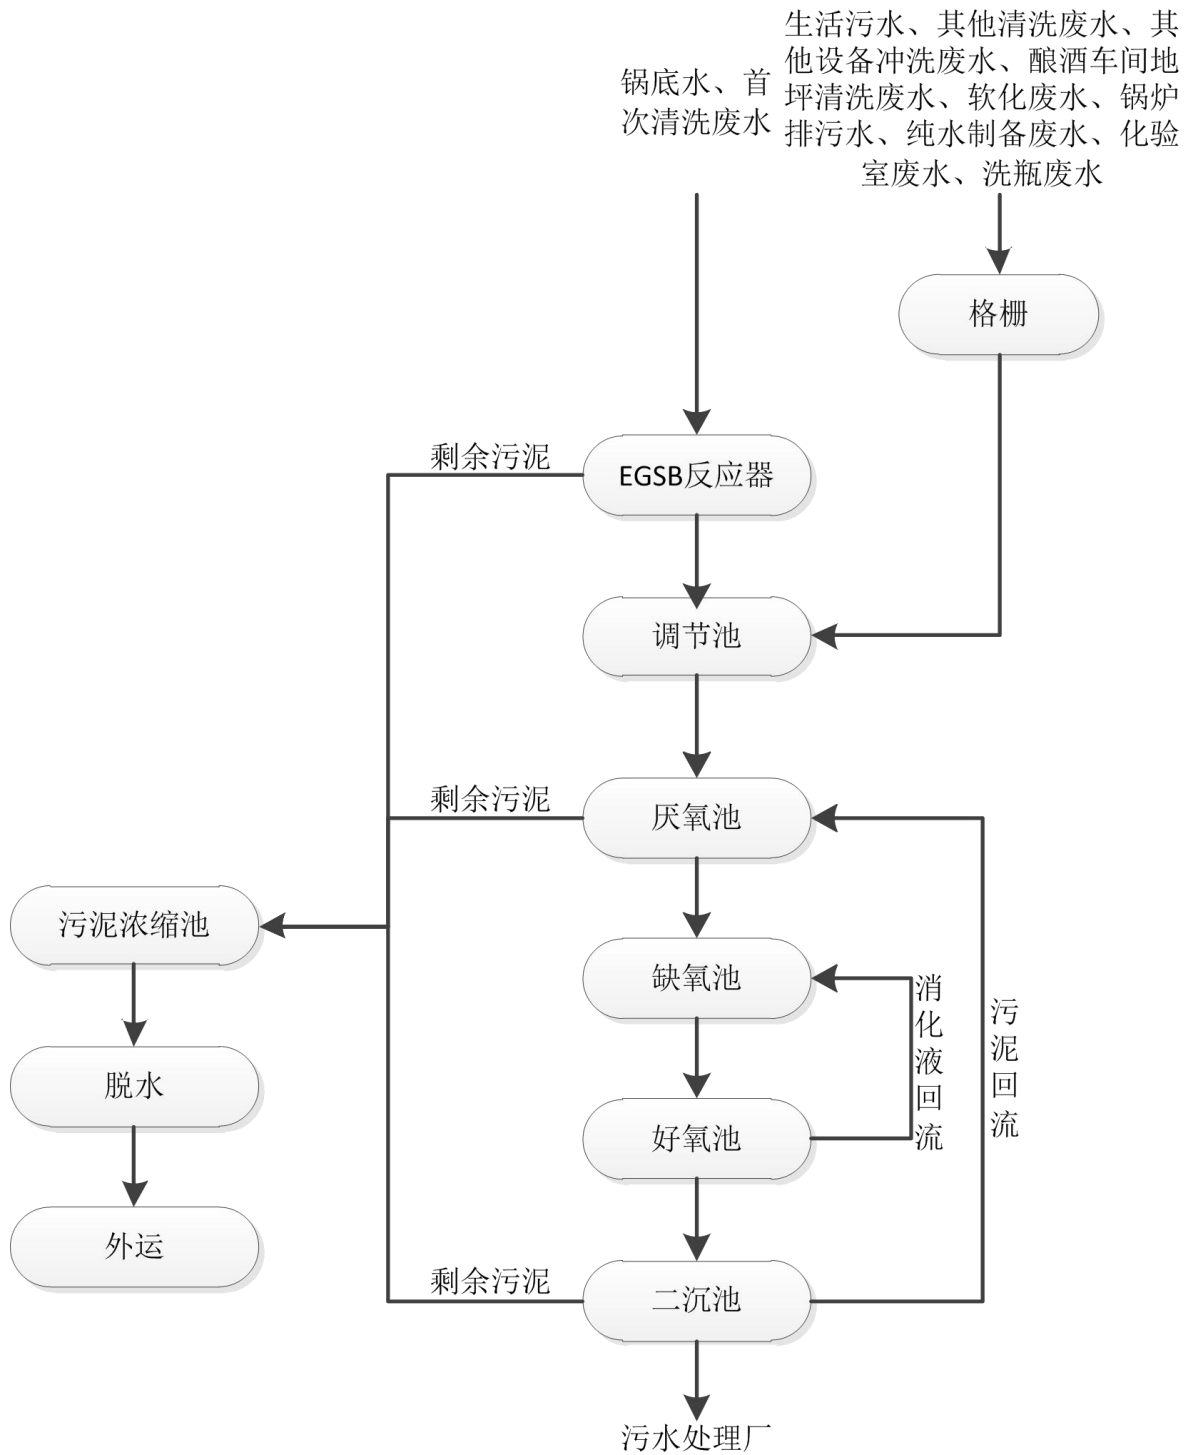 锅底水、首
次清洗废水
生活污水、其他清洗废水、其
他设备冲洗废水、酿酒车间地
坪清洗废水、软化废水、锅炉
排污水、纯水制备废水、化验
室废水、洗瓶废水
格栅
剩余污泥
EGSB反应器
调节池
剩余污泥
厌氧池
污泥浓缩池
缺氧池
消化液回流
污泥回流
脱水
好氧池
外运
剩余污泥
二沉池
污水处理厂